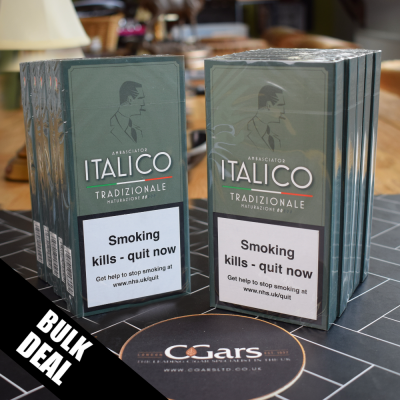 AMBASCIATOR
ITALICO
TRADIZIONALE
Smoking
kills - quit now
Get help to stop smoking at
www.nhs.uk/quit
AMBASCIATOR
ITALICO
TRADIZIONALE
Smoking
kills - quit now
Get help to stop smoking at
www.nhs.uk/quit
BULK
DEAL
CGars
WWW.CGARSLTD.CO.UK